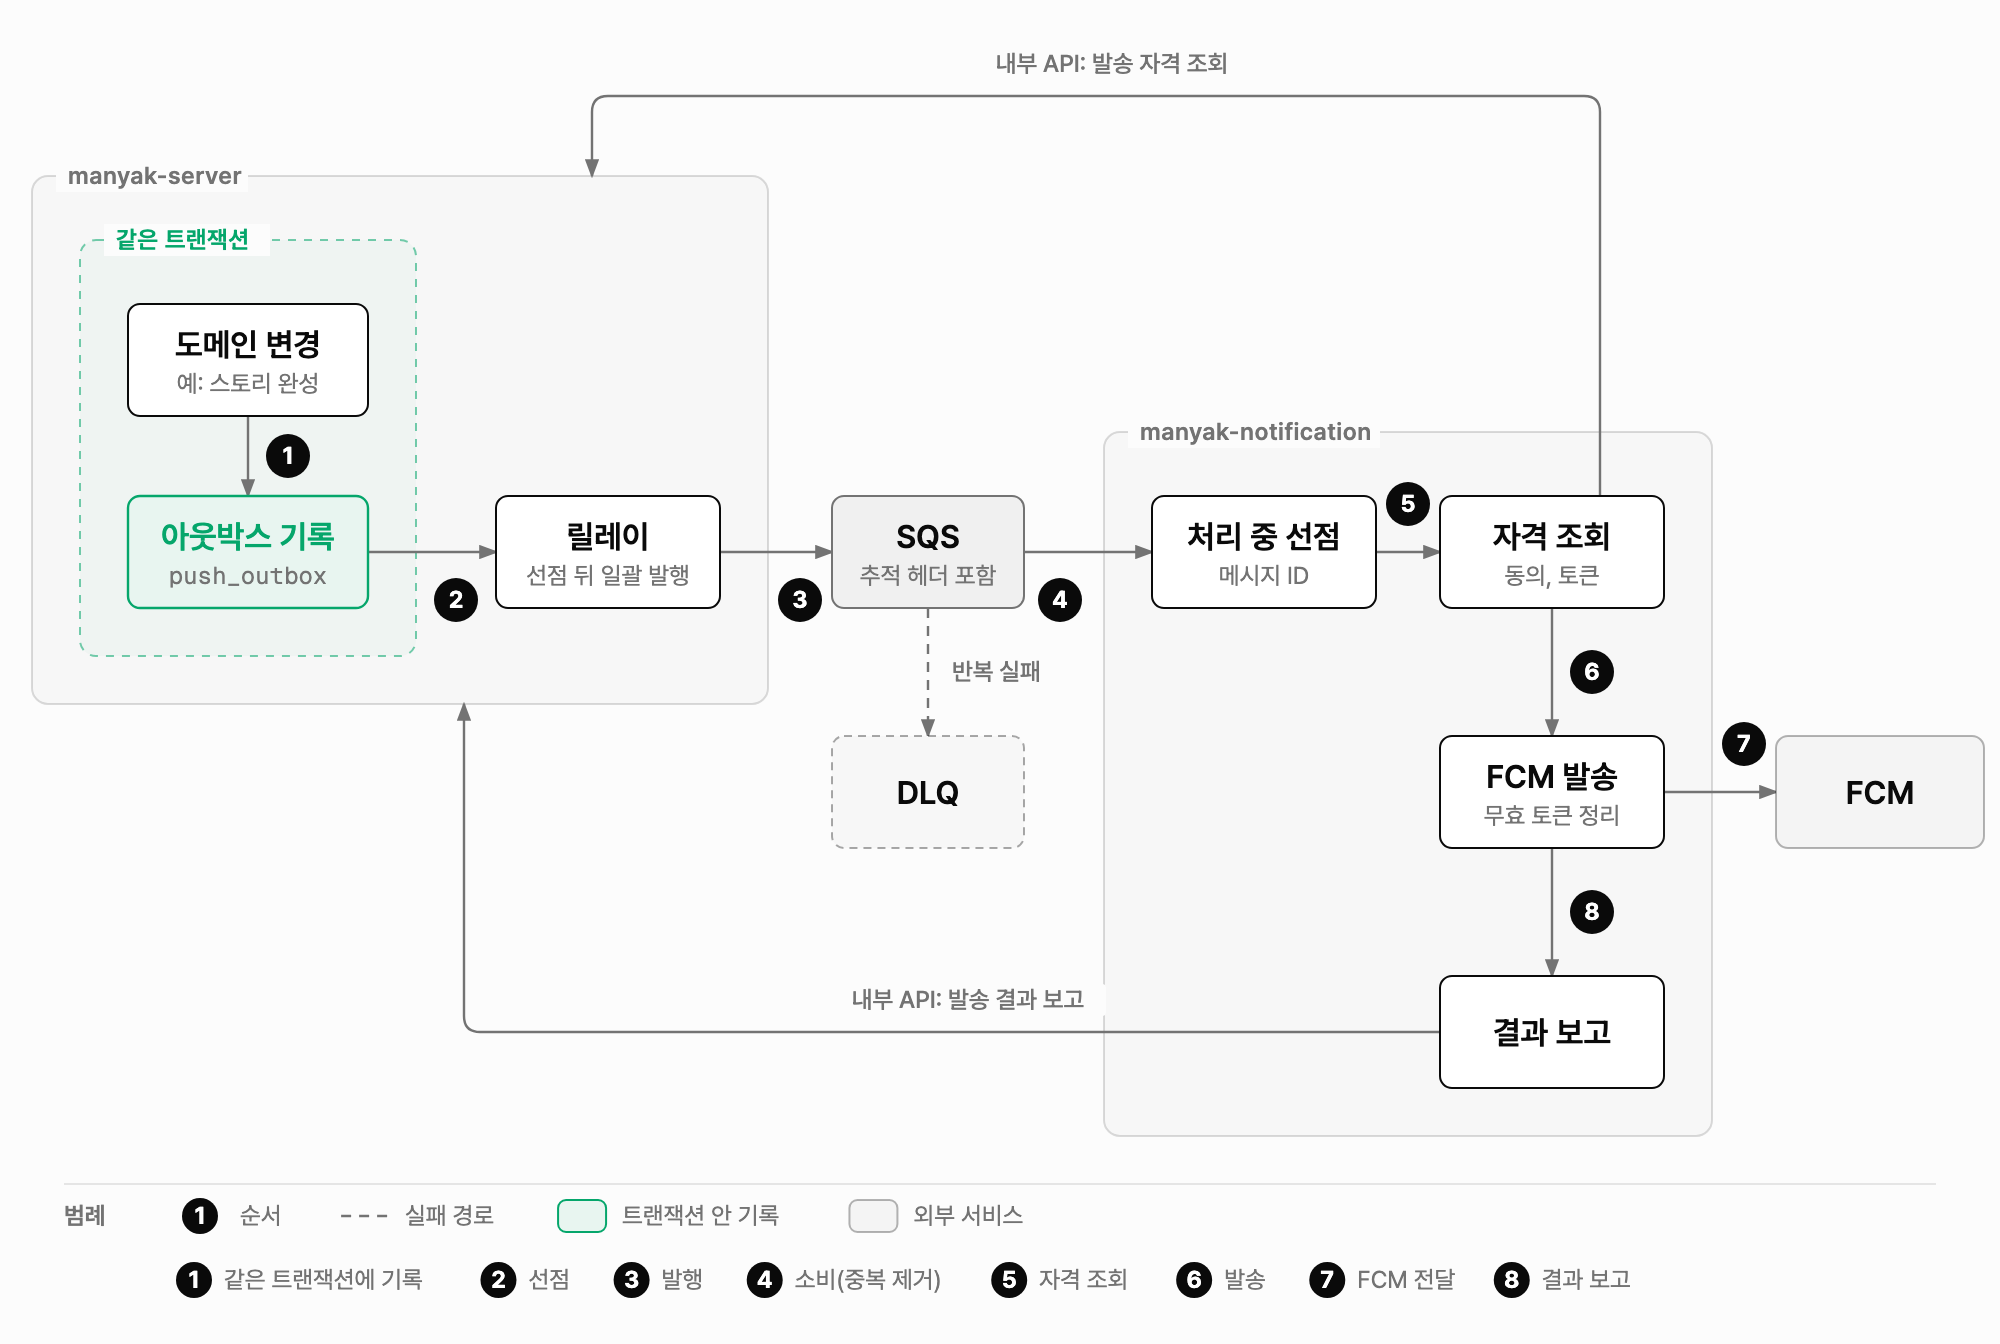 내부 API: 발송 자격 조회
manyak-server
같은 트랜잭션
도메인 변경
예: 스토리 완성
1
아웃박스 기록
push_outbox
2
릴레이
선점 뒤 일괄 발행
3
SQS
추적 헤더 포함
4
반복 실패
DLQ
manyak-notification
처리 중 선점
메시지 ID
5
자격 조회
동의, 토큰
6
FCM 발송
무효 토큰 정리
7
FCM
8
결과 보고
내부 API: 발송 결과 보고
범례
1 순서
실패 경로
트랜잭션 안 기록
외부 서비스
1 같은 트랜잭션에 기록
2 선점
3 발행
4 소비(중복 제거)
5 자격 조회
6 발송
7 FCM 전달
8 결과 보고